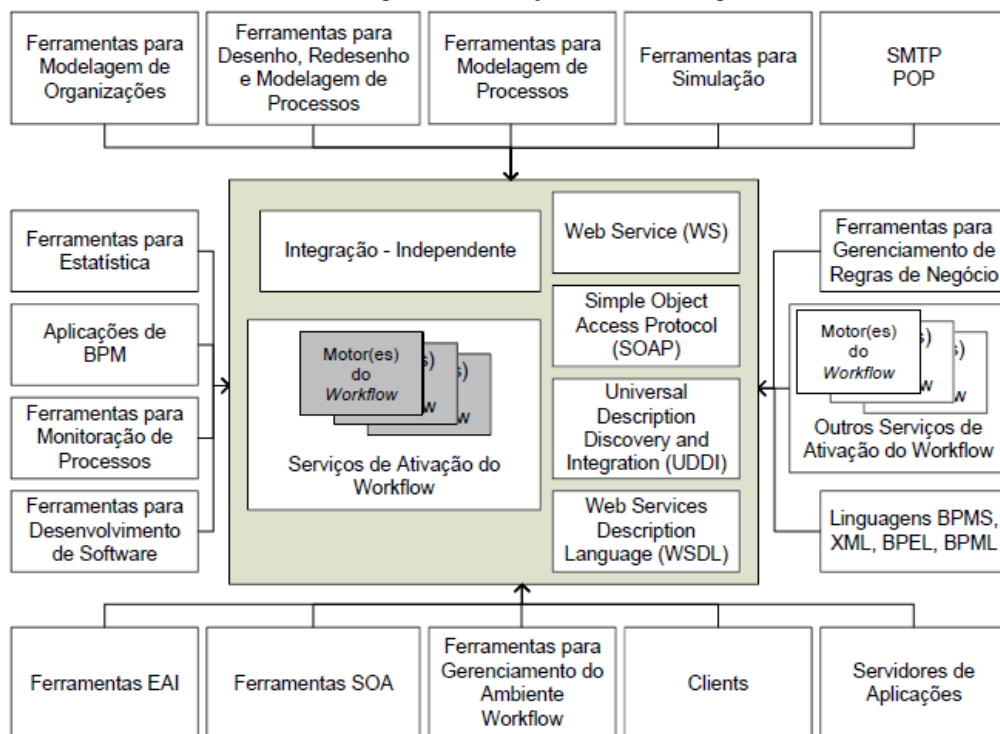 Ferramentas para
Modelagem de
Organizações
Ferramentas para
Desenho, Redesenho
e Modelagem de
Processos
Ferramentas para
Modelagem de
Processos
Ferramentas para
Simulação
SMTP
POP
Ferramentas para
Estatística
Aplicações de
BPM
Ferramentas para
Monitoração de
Processos
Ferramentas para
Desenvolvimento
de Software
Integração - Independente
Motor(es)
do
Workflow
s)
w
s)
w
Serviços de Ativação do
Workflow
Web Service (WS)
Simple Object
Access Protocol
(SOAP)
Universal
Description
Discovery and
Integration (UDDI)
Web Services
Description
Language (WSDL)
Ferramentas para
Gerenciamento de
Regras de Negócio
Motor(es)
do
Workflow
s)
w
s)
w
Outros Serviços de
Ativação do Workflow
Linguagens BPMS,
XML, BPEL, BPML
Ferramentas EAI
Ferramentas SOA
Ferramentas para
Gerenciamento do
Ambiente
Workflow
Clients
Servidores de
Aplicações